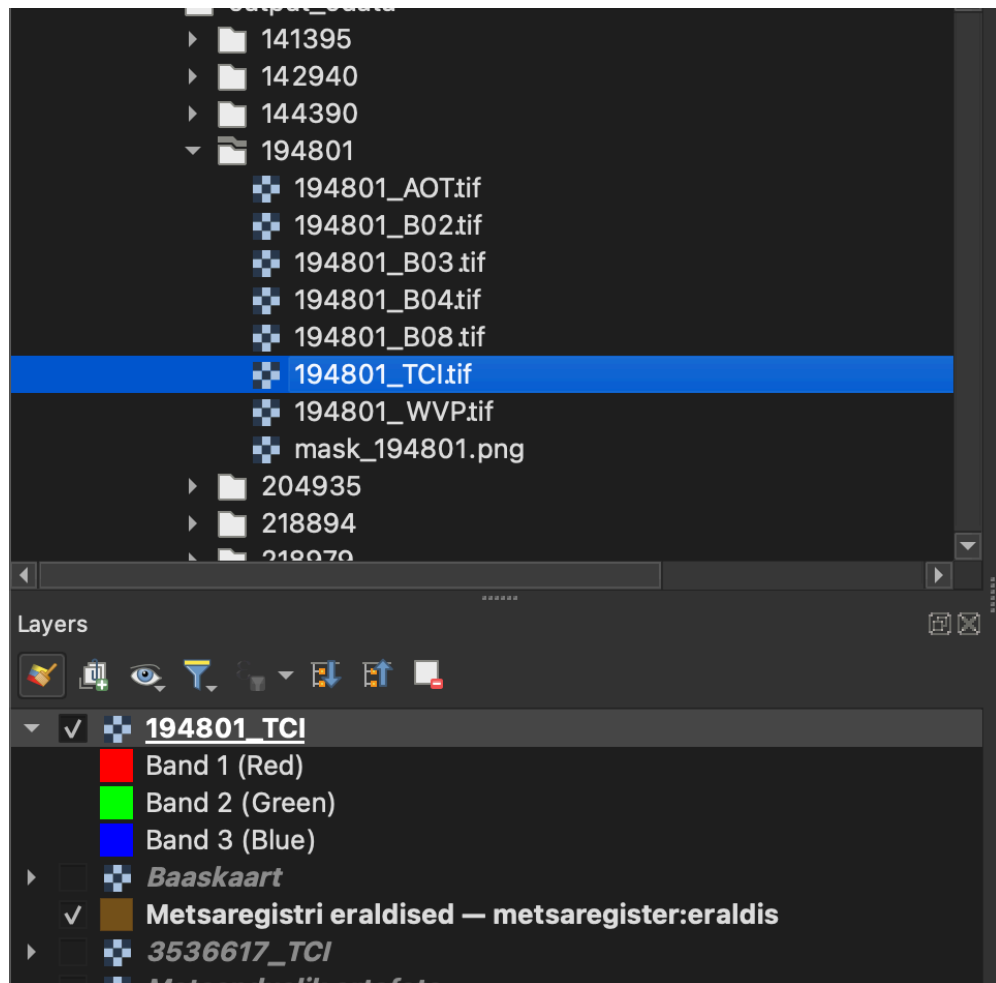 141395
142940
144390
194801
194801_AOT.tif
194801_B02.tif
194801_B03.tif
194801_B04.tif
194801_B08.tif
194801_TCI.tif
194801_WVP.tif
mask_194801.png
204935
218894
218979
Layers
194801_TCI
Band 1 (Red)
Band 2 (Green)
Band 3 (Blue)
Baaskaart
Metsaregistri eraldised — metsaregister:eraldis
3536617_TCI